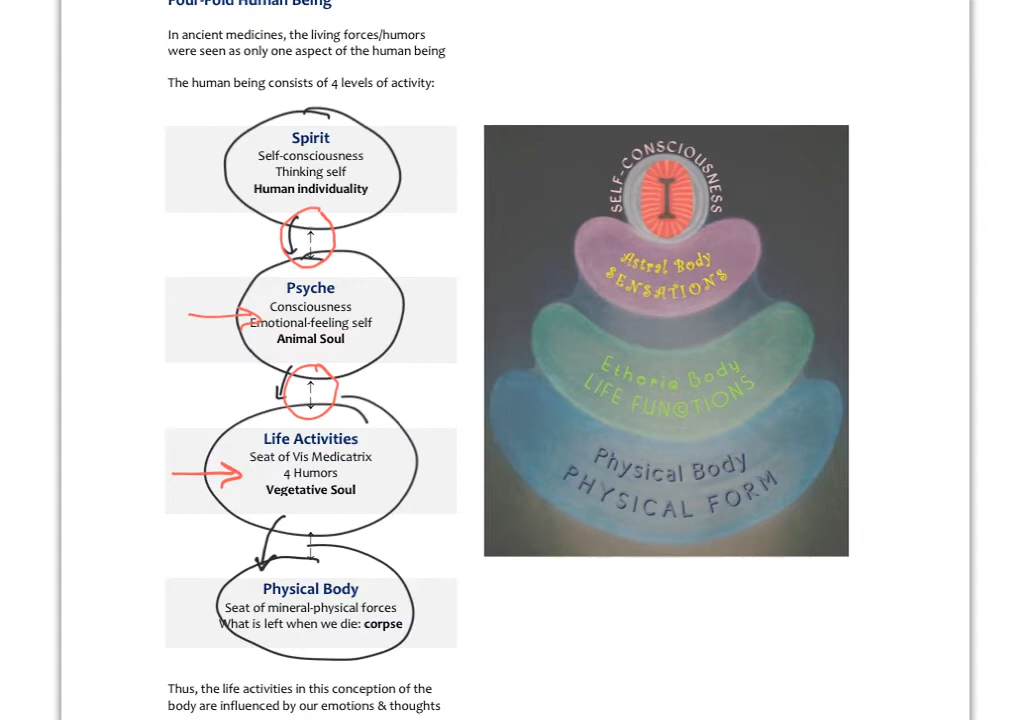 Four-Fold Human Being
In ancient medicines, the living forces/humors
were seen as only one aspect of the human being
The human being consists of 4 levels of activity:
Spirit
Self-consciousness
Thinking self
Human individuality
Psyche
Consciousness
Emotional-feeling self
Animal Soul
Life Activities
Seat of Vis Medicatrix
4 Humors
Vegetative Soul
Physical Body
Seat of mineral-physical forces
What is left when we die: corpse
Thus, the life activities in this conception of the
body are influenced by our emotions & thoughts
SELF-CONSCIOUSNESS
I
Astral Body
SENSATIONS
Etheric Body
LIFE FUNCTIONS
Physical Body
PHYSICAL FORM